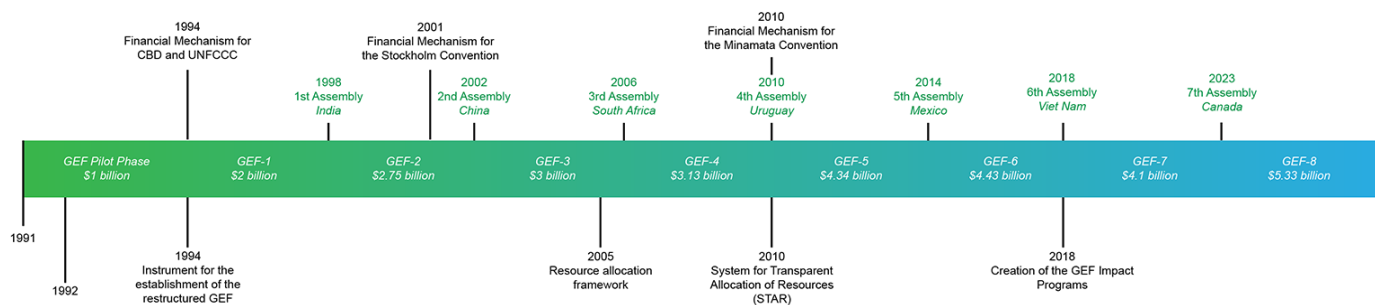 1994
Financial Mechanism for
CBD and UNFCCC
2001
Financial Mechanism for
the Stockholm Convention
2010
Financial Mechanism for
the Minamata Convention
1998
1st Assembly
India
2002
2nd Assembly
China
2006
3rd Assembly
South Africa
2010
4th Assembly
Uruguay
2014
5th Assembly
Mexico
2018
6th Assembly
Viet Nam
2023
7th Assembly
Canada
GEF Pilot Phase
$1 billion
GEF-1
$2 billion
GEF-2
$2.75 billion
GEF-3
$3 billion
GEF-4
$3.13 billion
GEF-5
$4.34 billion
GEF-6
$4.43 billion
GEF-7
$4.1 billion
GEF-8
$5.33 billion
1991
1992
1994
Instrument for the
establishment of the
restructured GEF
2005
Resource allocation
framework
2010
System for Transparent
Allocation of Resources
(STAR)
2018
Creation of the GEF Impact
Programs